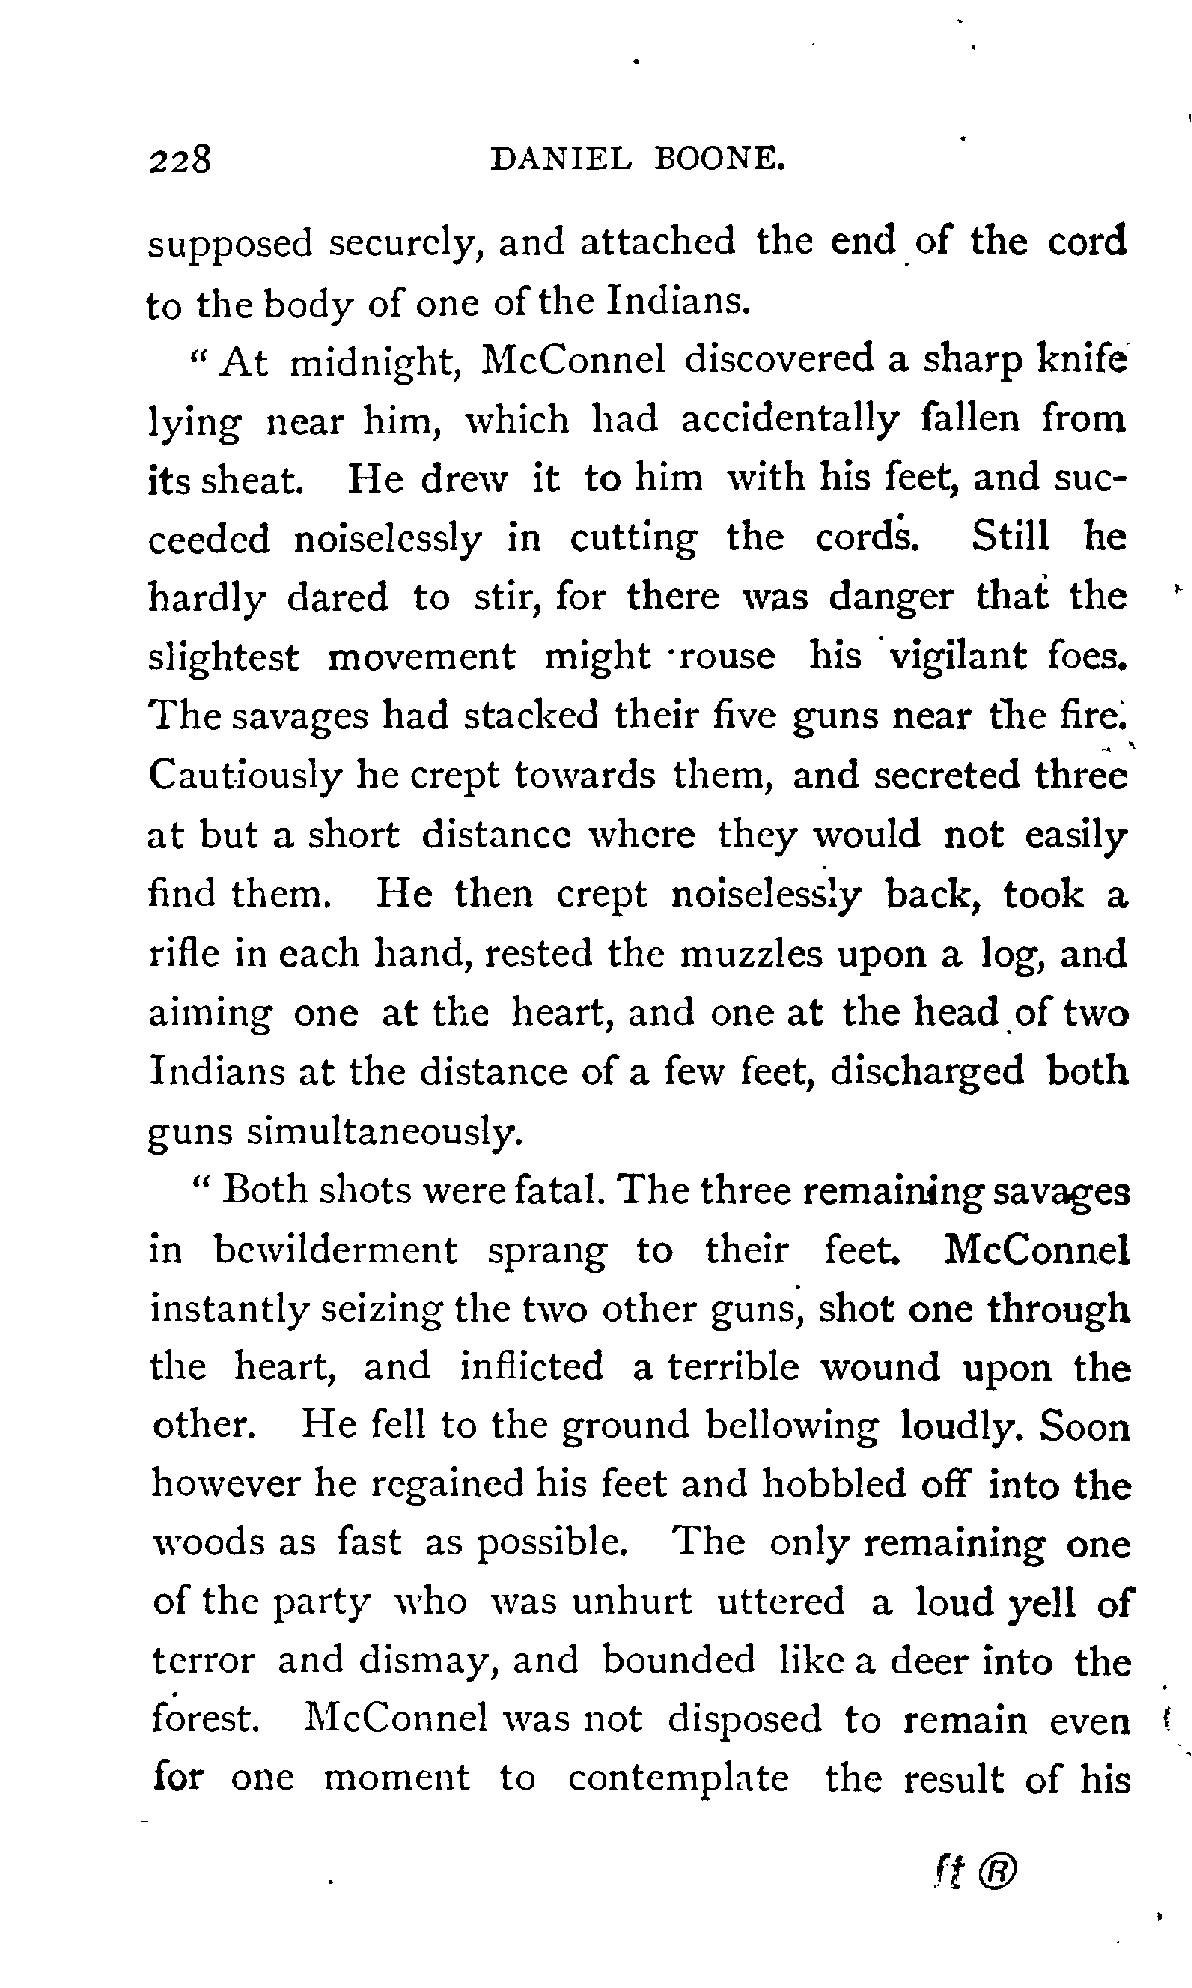 228 DANIEL BOONE.
supposed securely, and attached the end of the cord
to the body of one of the Indians.
" At midnight, McConnel discovered a sharp knife
lying near him, which had accidentally fallen from
its sheat. He drew it to him with his feet, and suc-
ceeded noiselessly in cutting the cords. Still he
hardly dared to stir, for there was danger that the
slightest movement might rouse his vigilant foes.
The savages had stacked their five guns near the fire.
Cautiously he crept towards them, and secreted three
at but a short distance where they would not easily
find them. He then crept noiselessly back, took a
rifle in each hand, rested the muzzles upon a log, and
aiming one at the heart, and one at the head of two
Indians at the distance of a few feet, discharged both
guns simultaneously.
" Both shots were fatal. The three remaining savages
in bewilderment sprang to their feet. McConnel
instantly seizing the two other guns, shot one through
the heart, and inflicted a terrible wound upon the
other. He fell to the ground bellowing loudly. Soon
however he regained his feet and hobbled off into the
woods as fast as possible. The only remaining one
of the party who was unhurt uttered a loud yell of
terror and dismay, and bounded like a deer into the
forest. McConnel was not disposed to remain even
for one moment to contemplate the result of his
®